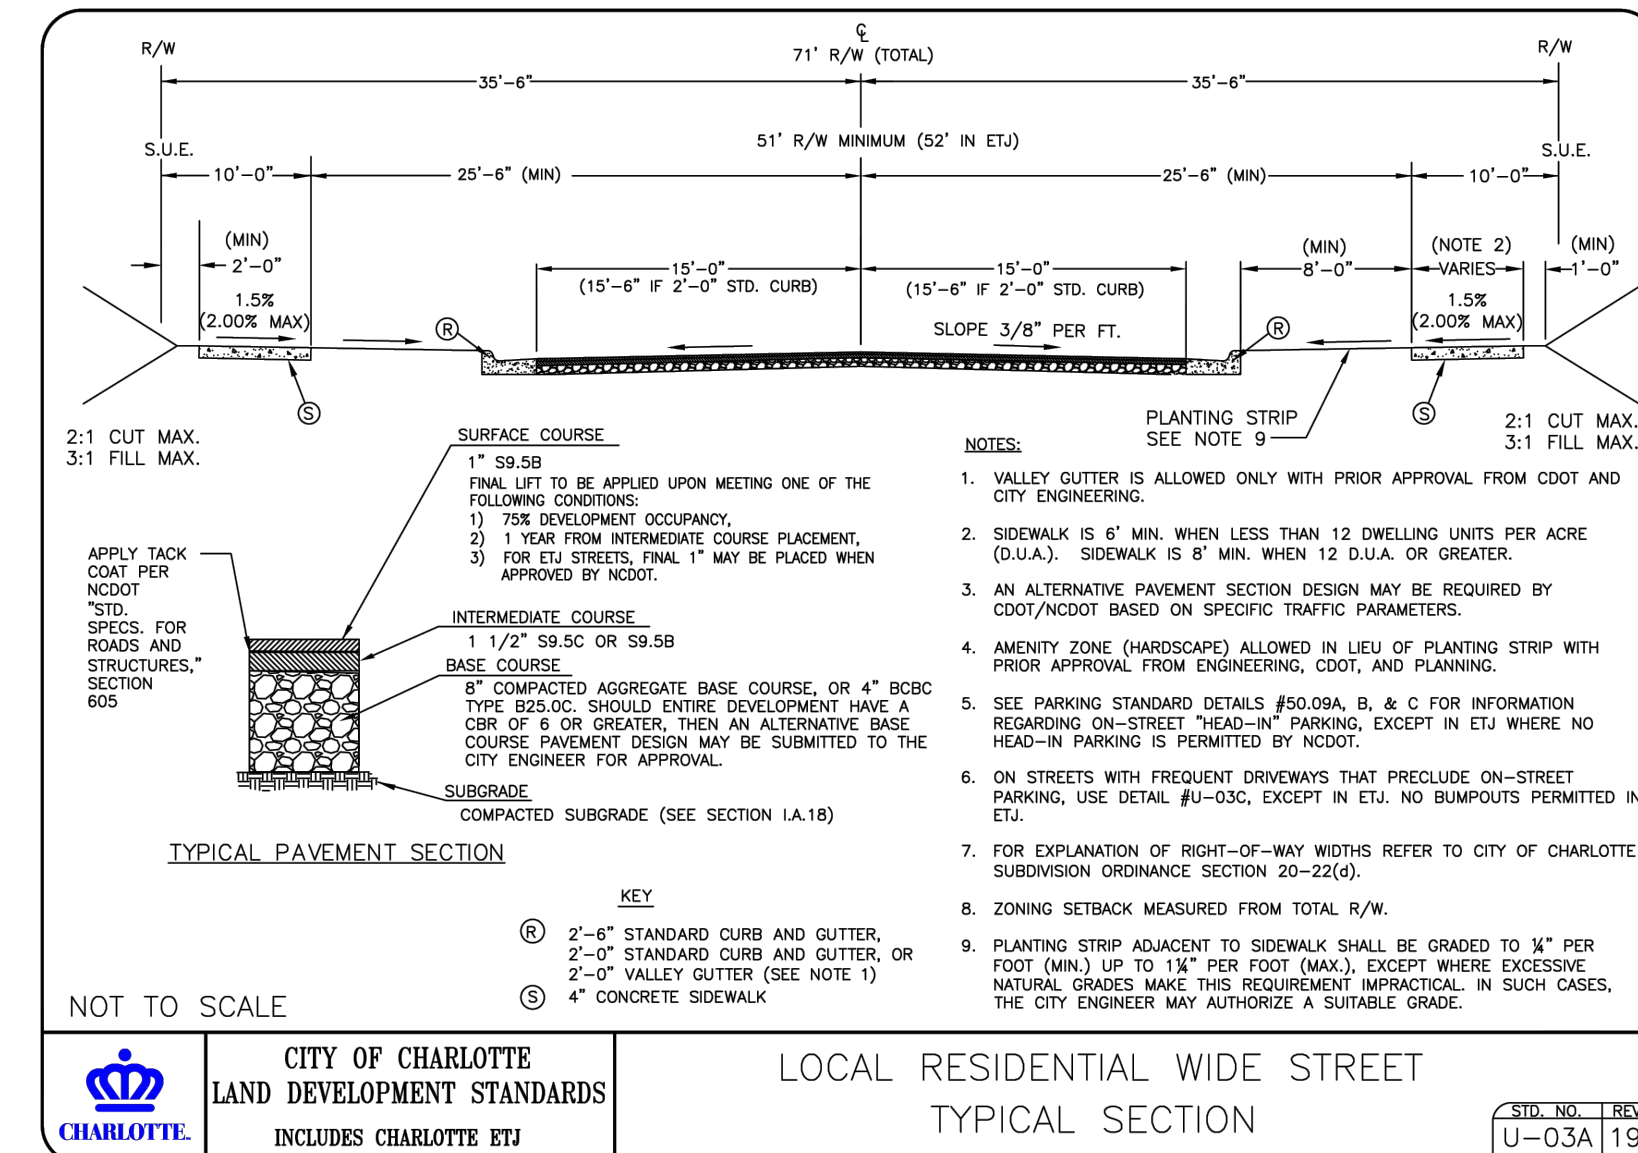 ℄
R/W
71' R/W (TOTAL)
R/W
35'-6"
35'-6"
51' R/W MINIMUM (52' IN ETJ)
S.U.E.
S.U.E.
10'-0"
25'-6" (MIN)
25'-6" (MIN)
10'-0"
(MIN)
2'-0"
15'-0"
(15'-6" IF 2'-0" STD. CURB)
15'-0"
(15'-6" IF 2'-0" STD. CURB)
(MIN)
8'-0"
(NOTE 2)
VARIES
(MIN)
1'-0"
1.5%
(2.00% MAX)
R
SLOPE 3/8" PER FT.
R
1.5%
(2.00% MAX)
S
S
2:1 CUT MAX.
3:1 FILL MAX.
PLANTING STRIP
SEE NOTE 9
2:1 CUT MAX.
3:1 FILL MAX.
SURFACE COURSE
1" S9.5B
FINAL LIFT TO BE APPLIED UPON MEETING ONE OF THE
FOLLOWING CONDITIONS:
1) 75% DEVELOPMENT OCCUPANCY,
2) 1 YEAR FROM INTERMEDIATE COURSE PLACEMENT,
3) FOR ETJ STREETS, FINAL 1" MAY BE PLACED WHEN
APPROVED BY NCDOT.
APPLY TACK
COAT PER
NCDOT
"STD.
SPECS. FOR
ROADS AND
STRUCTURES,"
SECTION
605
INTERMEDIATE COURSE
1 1/2" S9.5C OR S9.5B
BASE COURSE
8" COMPACTED AGGREGATE BASE COURSE, OR 4" BCBC
TYPE B25.0C. SHOULD ENTIRE DEVELOPMENT HAVE A
CBR OF 6 OR GREATER, THEN AN ALTERNATIVE BASE
COURSE PAVEMENT DESIGN MAY BE SUBMITTED TO THE
CITY ENGINEER FOR APPROVAL.
SUBGRADE
COMPACTED SUBGRADE (SEE SECTION I.A.18)
TYPICAL PAVEMENT SECTION
KEY
R 2'-6" STANDARD CURB AND GUTTER,
2'-0" STANDARD CURB AND GUTTER, OR
2'-0" VALLEY GUTTER (SEE NOTE 1)
S 4" CONCRETE SIDEWALK
NOT TO SCALE
NOTES:
1. VALLEY GUTTER IS ALLOWED ONLY WITH PRIOR APPROVAL FROM CDOT AND
CITY ENGINEERING.
2. SIDEWALK IS 6' MIN. WHEN LESS THAN 12 DWELLING UNITS PER ACRE
(D.U.A.). SIDEWALK IS 8' MIN. WHEN 12 D.U.A. OR GREATER.
3. AN ALTERNATIVE PAVEMENT SECTION DESIGN MAY BE REQUIRED BY
CDOT/NCDOT BASED ON SPECIFIC TRAFFIC PARAMETERS.
4. AMENITY ZONE (HARDSCAPE) ALLOWED IN LIEU OF PLANTING STRIP WITH
PRIOR APPROVAL FROM ENGINEERING, CDOT, AND PLANNING.
5. SEE PARKING STANDARD DETAILS #50.09A, B, & C FOR INFORMATION
REGARDING ON-STREET "HEAD-IN" PARKING, EXCEPT IN ETJ WHERE NO
HEAD-IN PARKING IS PERMITTED BY NCDOT.
6. ON STREETS WITH FREQUENT DRIVEWAYS THAT PRECLUDE ON-STREET
PARKING, USE DETAIL #U-03C, EXCEPT IN ETJ. NO BUMPOUTS PERMITTED IN
ETJ.
7. FOR EXPLANATION OF RIGHT-OF-WAY WIDTHS REFER TO CITY OF CHARLOTTE
SUBDIVISION ORDINANCE SECTION 20-22(d).
8. ZONING SETBACK MEASURED FROM TOTAL R/W.
9. PLANTING STRIP ADJACENT TO SIDEWALK SHALL BE GRADED TO ¼" PER
FOOT (MIN.) UP TO 1¼" PER FOOT (MAX.), EXCEPT WHERE EXCESSIVE
NATURAL GRADES MAKE THIS REQUIREMENT IMPRACTICAL. IN SUCH CASES,
THE CITY ENGINEER MAY AUTHORIZE A SUITABLE GRADE.
CHARLOTTE.
CITY OF CHARLOTTE
LAND DEVELOPMENT STANDARDS
INCLUDES CHARLOTTE ETJ
LOCAL RESIDENTIAL WIDE STREET
TYPICAL SECTION
STD. NO. REV
U-03A 19